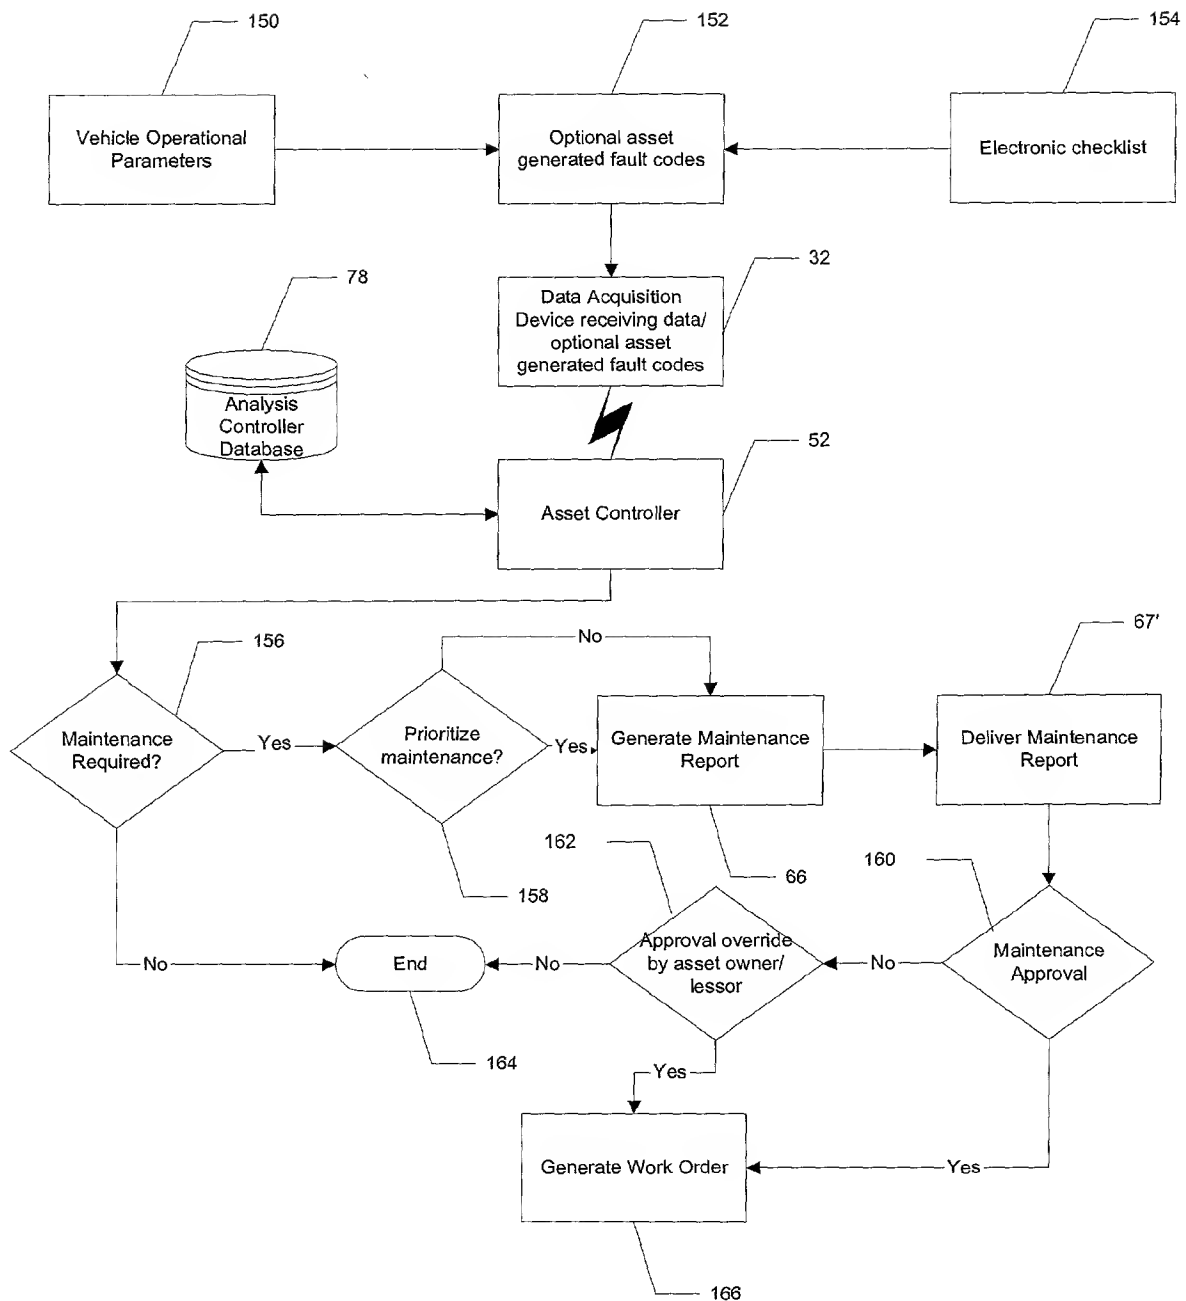 150
152
154
Vehicle Operational
Parameters
Optional asset
generated fault codes
Electronic checklist
32
78
Data Acquisition
Device receiving data/
optional asset
generated fault codes
Analysis
Controller
Database
52
Asset Controller
156
No
67'
Maintenance
Required?
Yes
Prioritize
maintenance?
Yes
Generate Maintenance
Report
Deliver Maintenance
Report
162
160
66
158
No
End
No
Approval override
by asset owner/
lessor
No
Maintenance
Approval
164
Yes
Generate Work Order
Yes
166